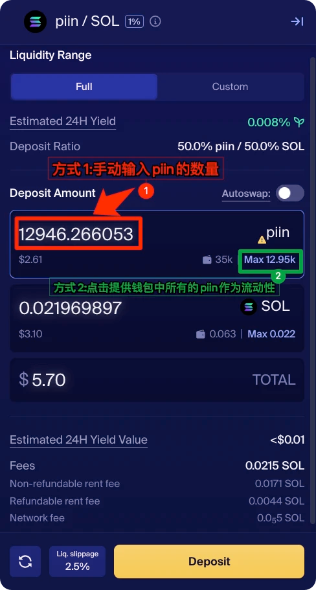 piin / SOL 1%
Liquidity Range
Full Custom
Estimated 24H Yield 0.008%
Deposit Ratio 50.0% piin / 50.0% SOL
方式 1:手动输入 piin 的数量
1
Deposit Amount Autoswap:
12946.266053 piin
$2.61 35k Max 12.95k
2
方式 2:点击提供钱包中所有的 piin 作为流动性
0.021969897 SOL
$3.10 0.063 Max 0.022
$ 5.70 TOTAL
Estimated 24H Yield Value <$0.01
Fees 0.0215 SOL
Non-refundable rent fee 0.0171 SOL
Refundable rent fee 0.0044 SOL
Network fee 0.0₅5 SOL
Liq. slippage
2.5%
Deposit